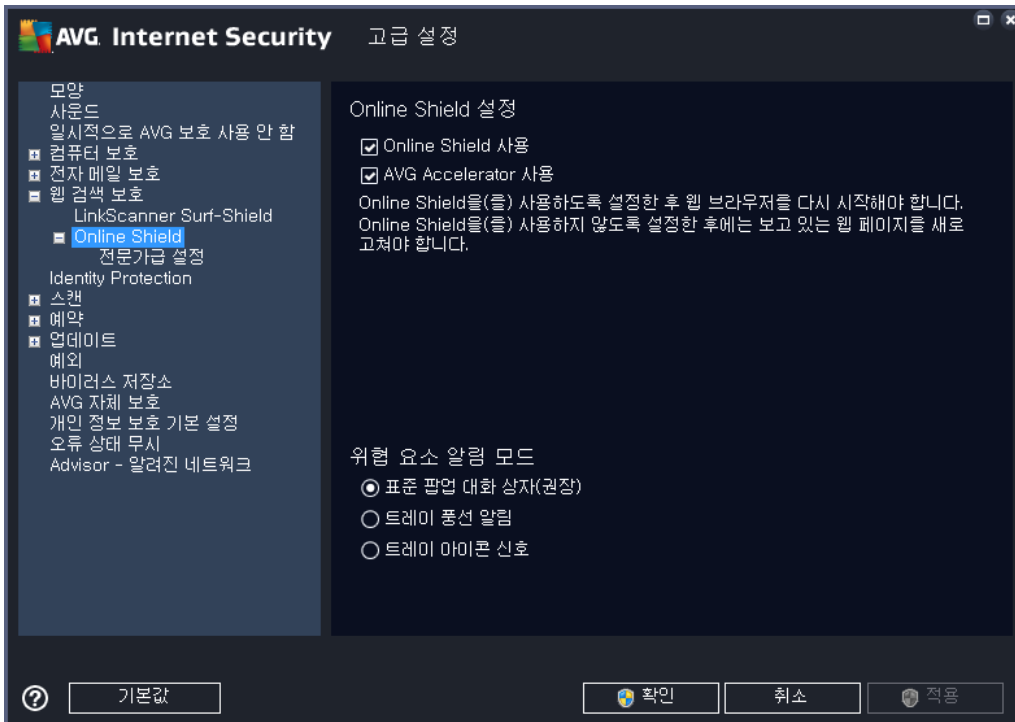 AVG. Internet Security 고급 설정
모양
사운드
일시적으로 AVG 보호 사용 안 함
컴퓨터 보호
전자 메일 보호
웹 검색 보호
LinkScanner Surf-Shield
Online Shield
전문가급 설정
Identity Protection
스캔
예약
업데이트
예외
바이러스 저장소
AVG 자체 보호
개인 정보 보호 기본 설정
오류 상태 무시
Advisor - 알려진 네트워크
Online Shield 설정
Online Shield 사용
AVG Accelerator 사용
Online Shield을(를) 사용하도록 설정한 후 웹 브라우저를 다시 시작해야 합니다.
Online Shield을(를) 사용하지 않도록 설정한 후에는 보고 있는 웹 페이지를 새로
고쳐야 합니다.
위협 요소 알림 모드
표준 팝업 대화 상자(권장)
트레이 풍선 알림
트레이 아이콘 신호
기본값
확인
취소
적용